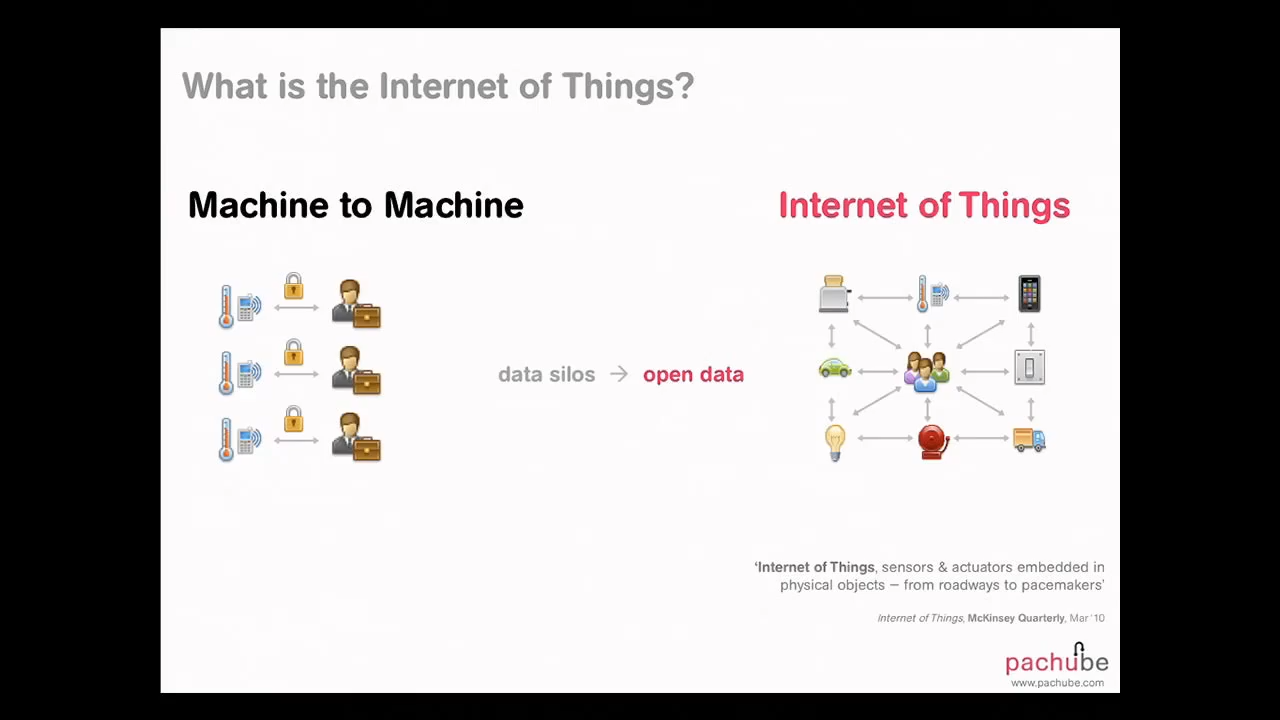 What is the Internet of Things?
Machine to Machine
Internet of Things
data silos → open data
‘Internet of Things, sensors & actuators embedded in
physical objects – from roadways to pacemakers’
Internet of Things, McKinsey Quarterly, Mar ‘10
pachube
www.pachube.com